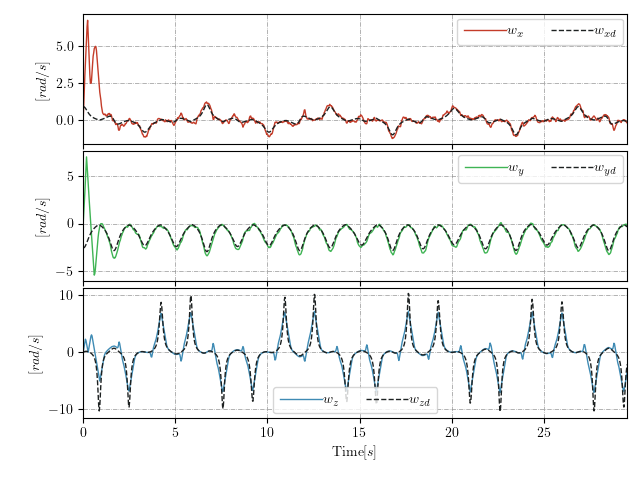 5.0
2.5
0.0
[rad/s]
w_x w_xd
5
0
−5
[rad/s]
w_y w_yd
10
0
−10
[rad/s]
w_z w_zd
0 5 10 15 20 25
Time[s]